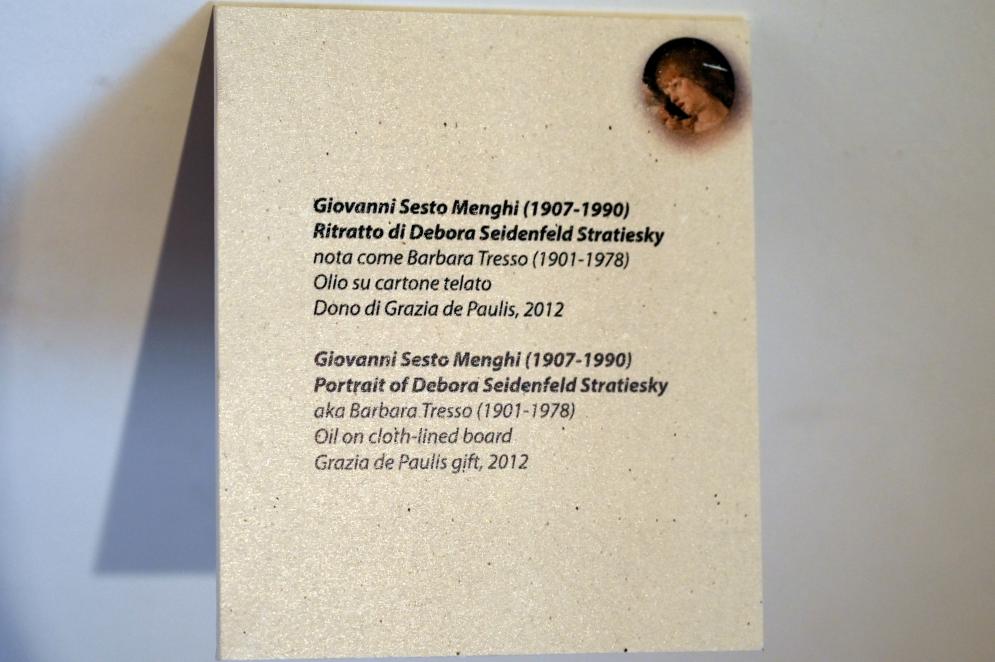 Giovanni Sesto Menghi (1907-1990)
Ritratto di Debora Seidenfeld Stratiesky
nota come Barbara Tresso (1901-1978)
Olio su cartone telato
Dono di Grazia de Paulis, 2012
Giovanni Sesto Menghi (1907-1990)
Portrait of Debora Seidenfeld Stratiesky
aka Barbara Tresso (1901-1978)
Oil on cloth-lined board
Grazia de Paulis gift, 2012